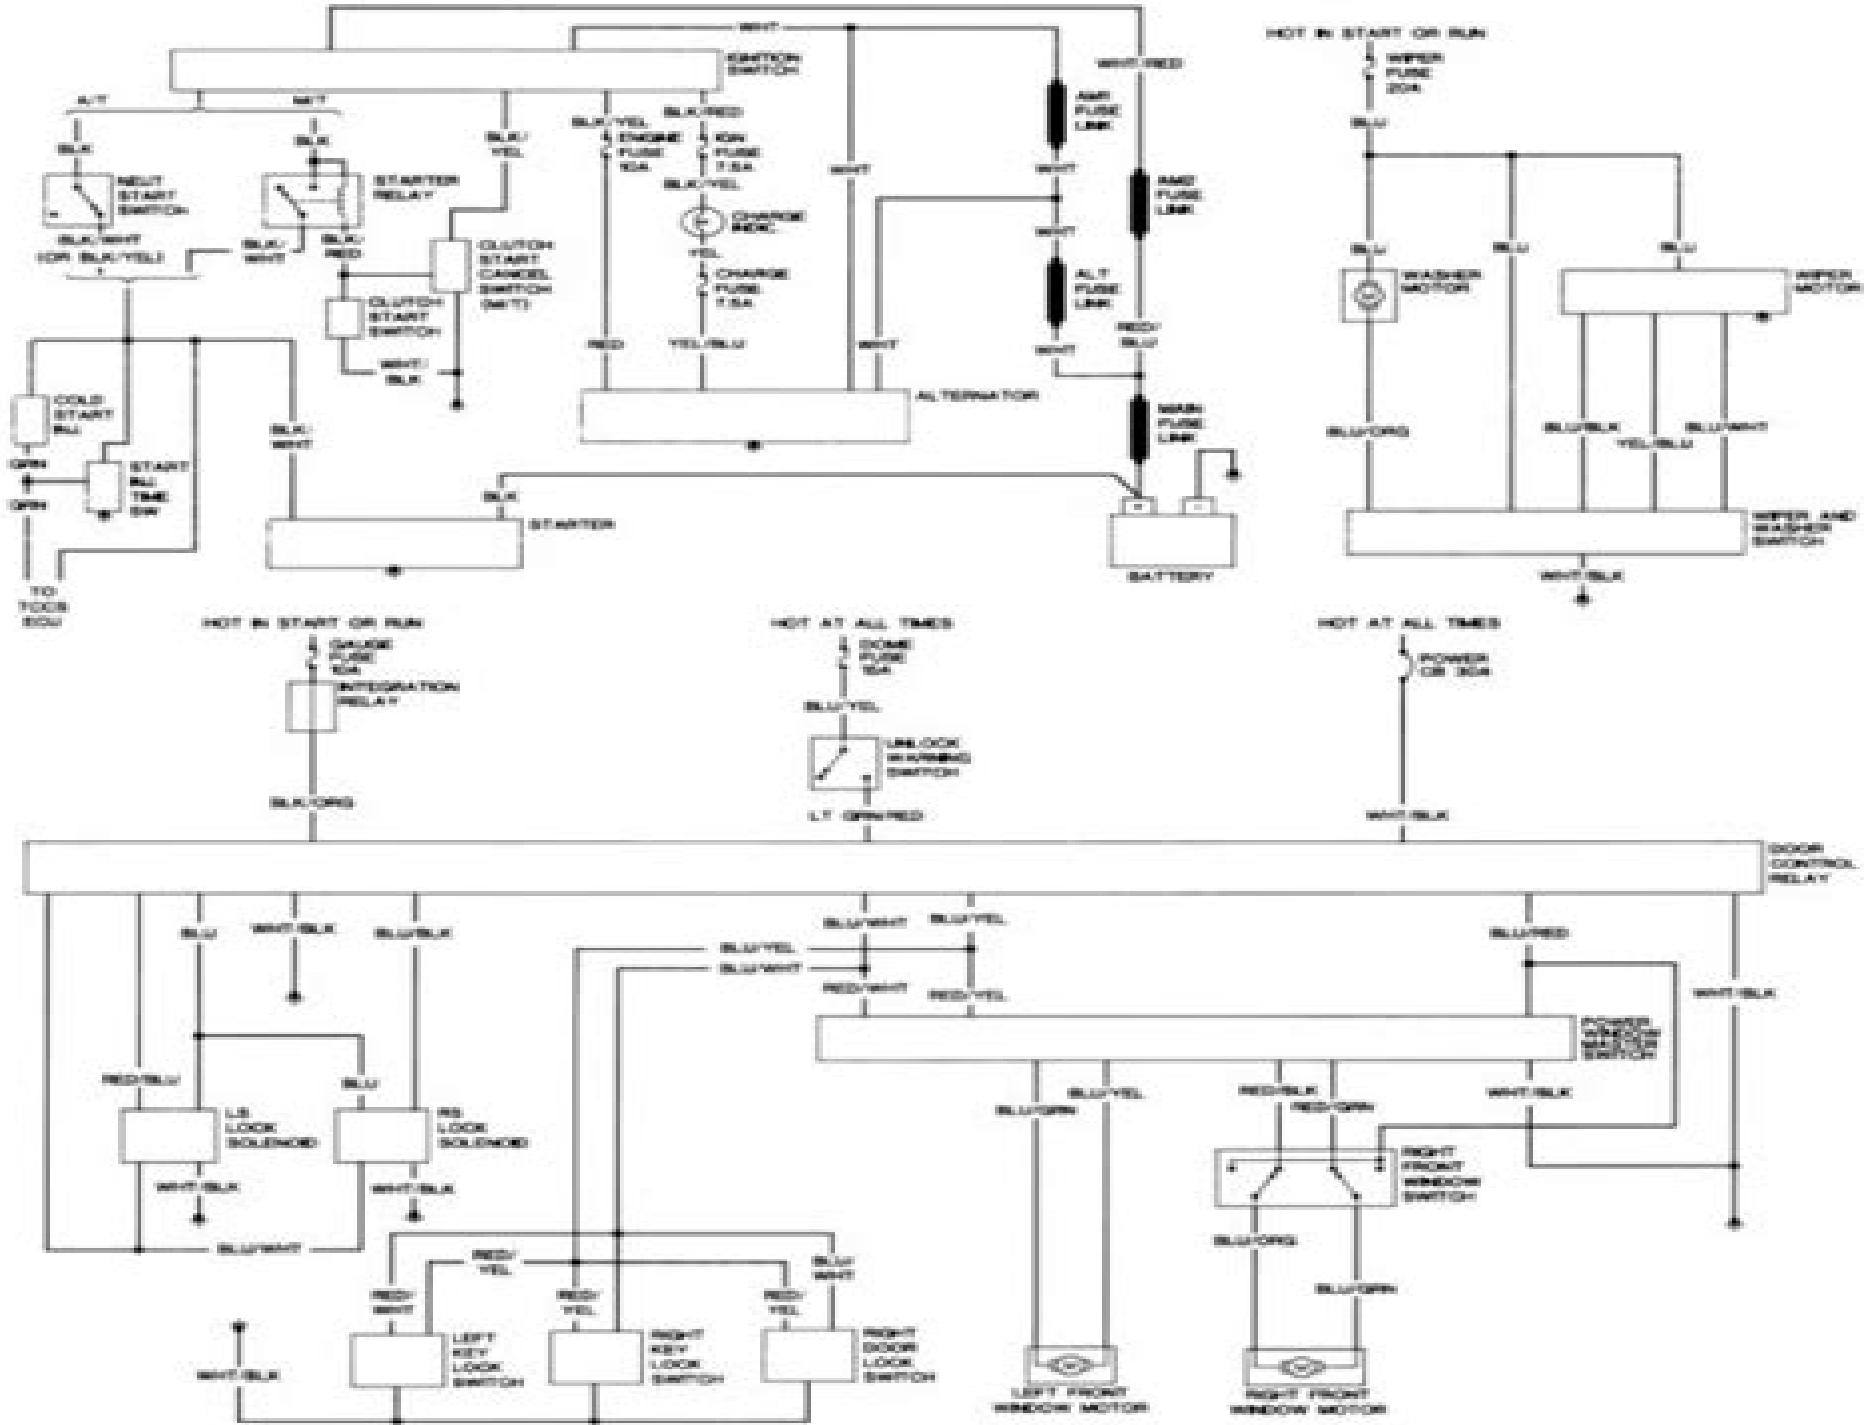 WHT
HOT IN START OR RUN
IGNITION
SWITCH
WHT/RED
WIPER
FUSE
20A
A/T
M/T
AM1
FUSE
LINK
BLK/YEL
BLK/RED
BLU
BLK
BLK
BLK/
YEL
ENGINE
FUSE
10A
IGN
FUSE
7.5A
WHT
WHT
NEUT
START
SWITCH
STARTER
RELAY
BLK/YEL
AM2
FUSE
LINK
BLK/WHT
(OR BLK/YEL)
BLK/
WHT
BLK/
RED
CHARGE
INDIC.
WHT
YEL
CLUTCH
START
CANCEL
SWITCH
(M/T)
BLU
BLU
BLU
CHARGE
FUSE
7.5A
ALT
FUSE
LINK
WASHER
MOTOR
WIPER
MOTOR
CLUTCH
START
SWITCH
RED/
BLU
RED
YEL/BLU
WHT
WHT
WHT/
BLK
ALTERNATOR
COLD
START
INJ.
BLK/
WHT
MAIN
FUSE
LINK
BLU/ORG
BLU/BLK
YEL/BLU
BLU/WHT
GRN
START
INJ.
TIME
SW
GRN
BLK
STARTER
WIPER AND
WASHER
SWITCH
BATTERY
WHT/BLK
TO
TCCS
ECU
HOT IN START OR RUN
HOT AT ALL TIMES
HOT AT ALL TIMES
GAUGE
FUSE
10A
DOME
FUSE
15A
POWER
CB 30A
INTEGRATION
RELAY
BLU/YEL
UNLOCK
WARNING
SWITCH
BLK/ORG
LT GRN/RED
WHT/BLK
DOOR
CONTROL
RELAY
BLU
WHT/BLK
BLU/BLK
BLU/WHT
BLU/YEL
BLU/RED
BLU/YEL
BLU/WHT
RED/WHT
RED/YEL
WHT/BLK
POWER
WINDOW
MASTER
SWITCH
RED/BLU
BLU
BLU/GRN
BLU/YEL
RED/BLK
RED/GRN
WHT/BLK
LS
LOCK
SOLENOID
RS
LOCK
SOLENOID
RIGHT
FRONT
WINDOW
SWITCH
WHT/BLK
WHT/BLK
BLU/WHT
RED/
YEL
BLU/
WHT
BLU/ORG
RED/
WHT
RED/
YEL
RED/
YEL
BLU/GRN
LEFT
KEY
LOCK
SWITCH
RIGHT
KEY
LOCK
SWITCH
RIGHT
DOOR
LOCK
SWITCH
WHT/BLK
LEFT FRONT
WINDOW MOTOR
RIGHT FRONT
WINDOW MOTOR